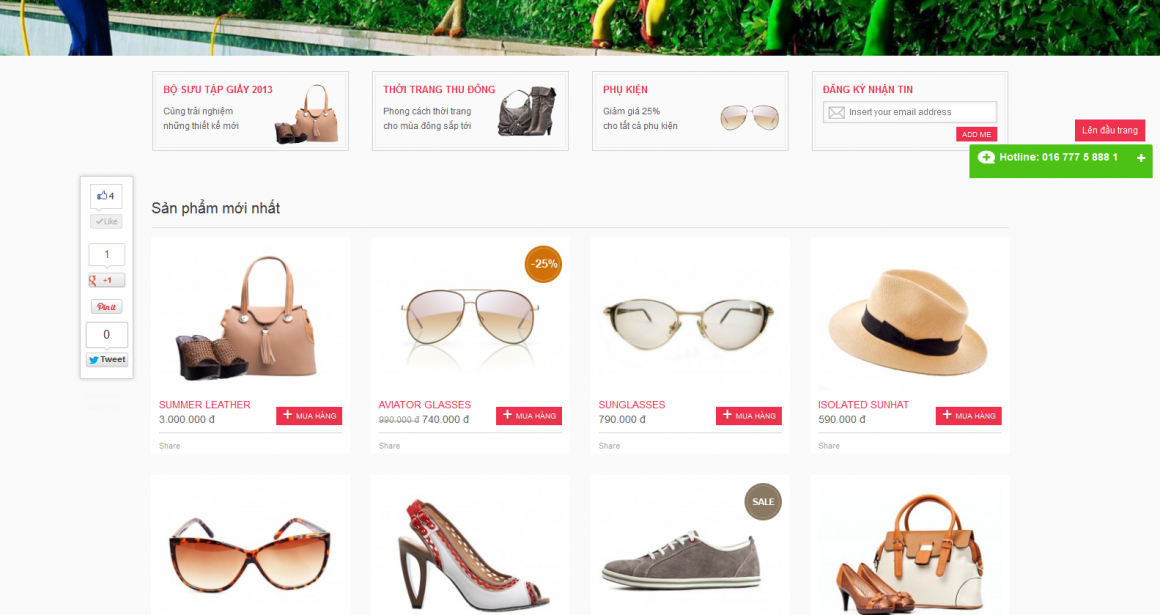 BỘ SƯU TẬP GIẦY 2013
Cùng trải nghiệm
những thiết kế mới
THỜI TRANG THU ĐÔNG
Phong cách thời trang
cho mùa đông sắp tới
PHỤ KIỆN
Giảm giá 25%
cho tất cả phụ kiện
ĐĂNG KÝ NHẬN TIN
Insert your email address
ADD ME
Lên đầu trang
Hotline: 016 777 5 888 1 +
4
Like
1
+1
Pin it
0
Tweet
Sản phẩm mới nhất
SUMMER LEATHER
3.000.000 đ
+ MUA HÀNG
Share
-25%
AVIATOR GLASSES
990.000 đ 740.000 đ
+ MUA HÀNG
Share
SUNGLASSES
790.000 đ
+ MUA HÀNG
Share
ISOLATED SUNHAT
590.000 đ
+ MUA HÀNG
Share
SALE